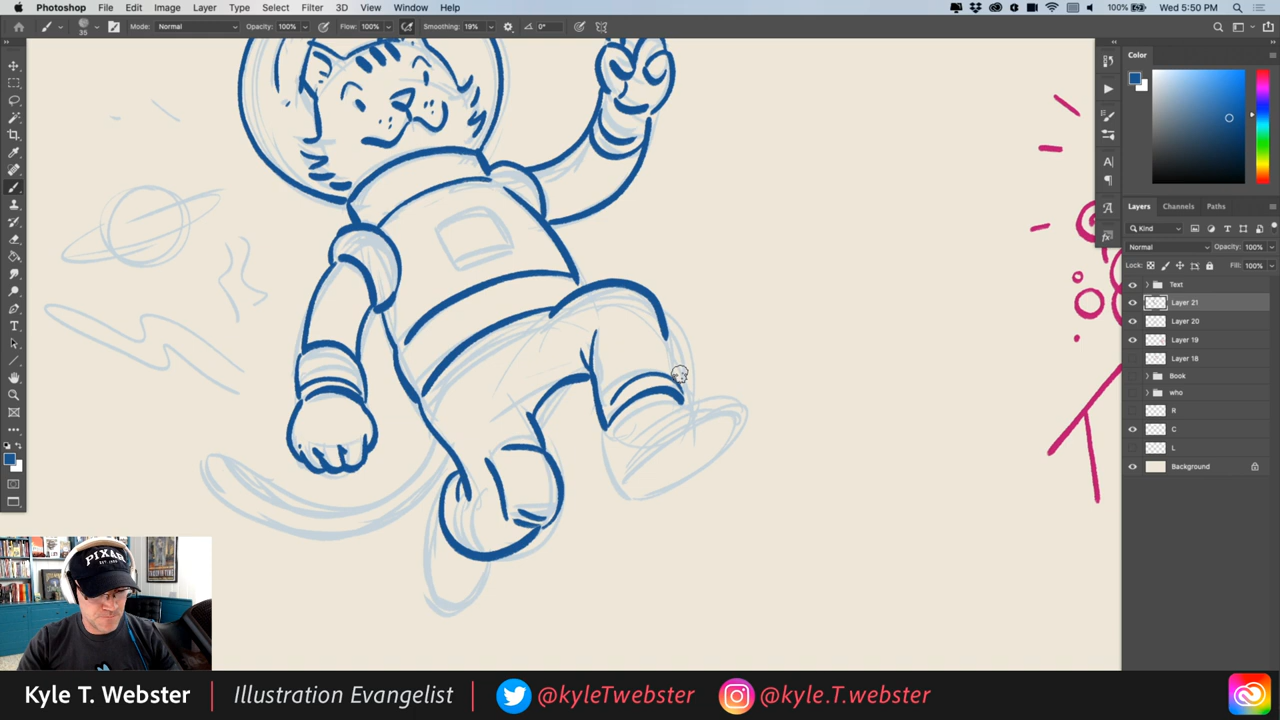 Photoshop File Edit Image Layer Type Select Filter 3D View Window Help 100% Wed 5:50 PM
35 Mode: Normal Opacity: 100% Flow: 100% Smoothing: 19% 0°
Color
Layers Channels Paths
Kind
Normal Opacity: 100%
Lock: Fill: 100%
Text
Layer 21
Layer 20
Layer 19
Layer 18
Book
who
R
C
L
Background
PIXAR
Kyle T. Webster | Illustration Evangelist @kyleTwebster @kyle.T.webster